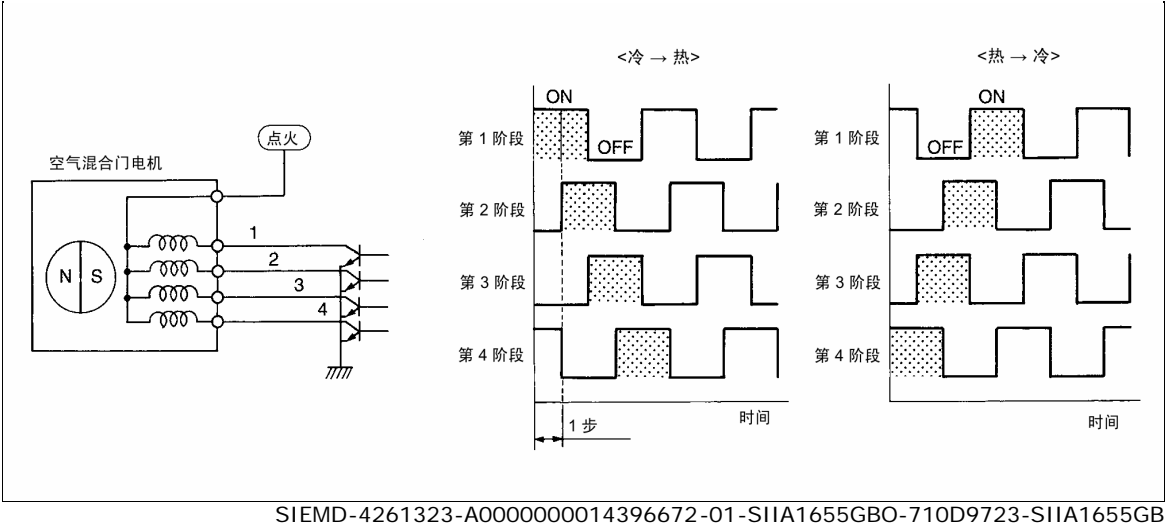 空气混合门电机
点火
N S
1
2
3
4
<冷 → 热>
ON
第 1 阶段
OFF
第 2 阶段
第 3 阶段
第 4 阶段
时间
1 步
<热 → 冷>
ON
第 1 阶段
OFF
第 2 阶段
第 3 阶段
第 4 阶段
时间
SIEMD-4261323-A0000000014396672-01-SIIA1655GBO-710D9723-SIIA1655GB